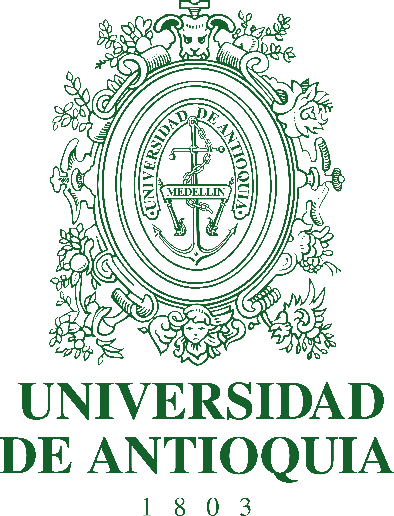 UNIVERSIDAD DE ANTIOQUIA
MEDELLIN
UNIVERSIDAD
DE ANTIOQUIA
1803